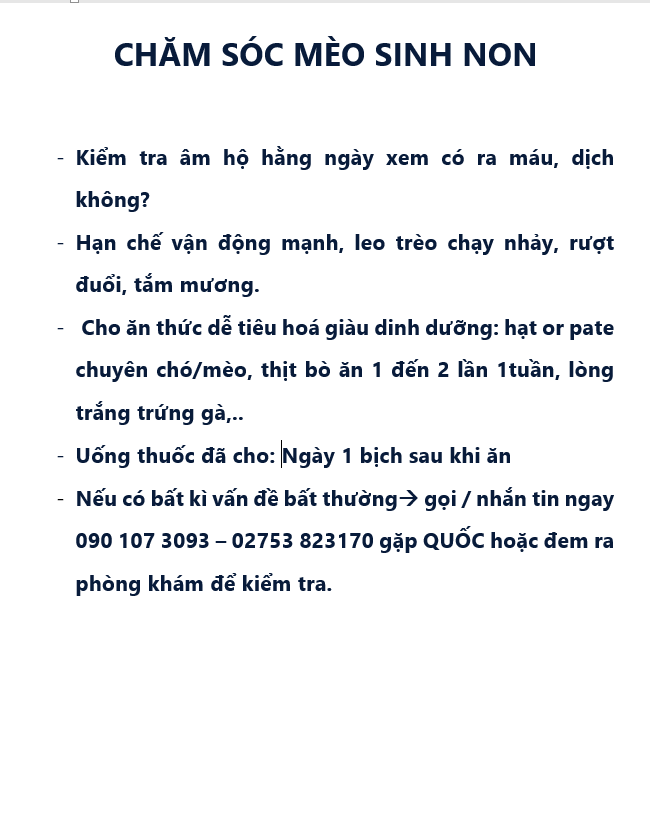 CHĂM SÓC MÈO SINH NON
- Kiểm tra âm hộ hằng ngày xem có ra máu, dịch
không?
- Hạn chế vận động mạnh, leo trèo chạy nhảy, rượt
đuổi, tắm mương.
- Cho ăn thức dễ tiêu hoá giàu dinh dưỡng: hạt or pate
chuyên chó/mèo, thịt bò ăn 1 đến 2 lần 1tuần, lòng
trắng trứng gà,..
- Uống thuốc đã cho: Ngày 1 bịch sau khi ăn
- Nếu có bất kì vấn đề bất thường→ gọi / nhắn tin ngay
090 107 3093 – 02753 823170 gặp QUỐC hoặc đem ra
phòng khám để kiểm tra.